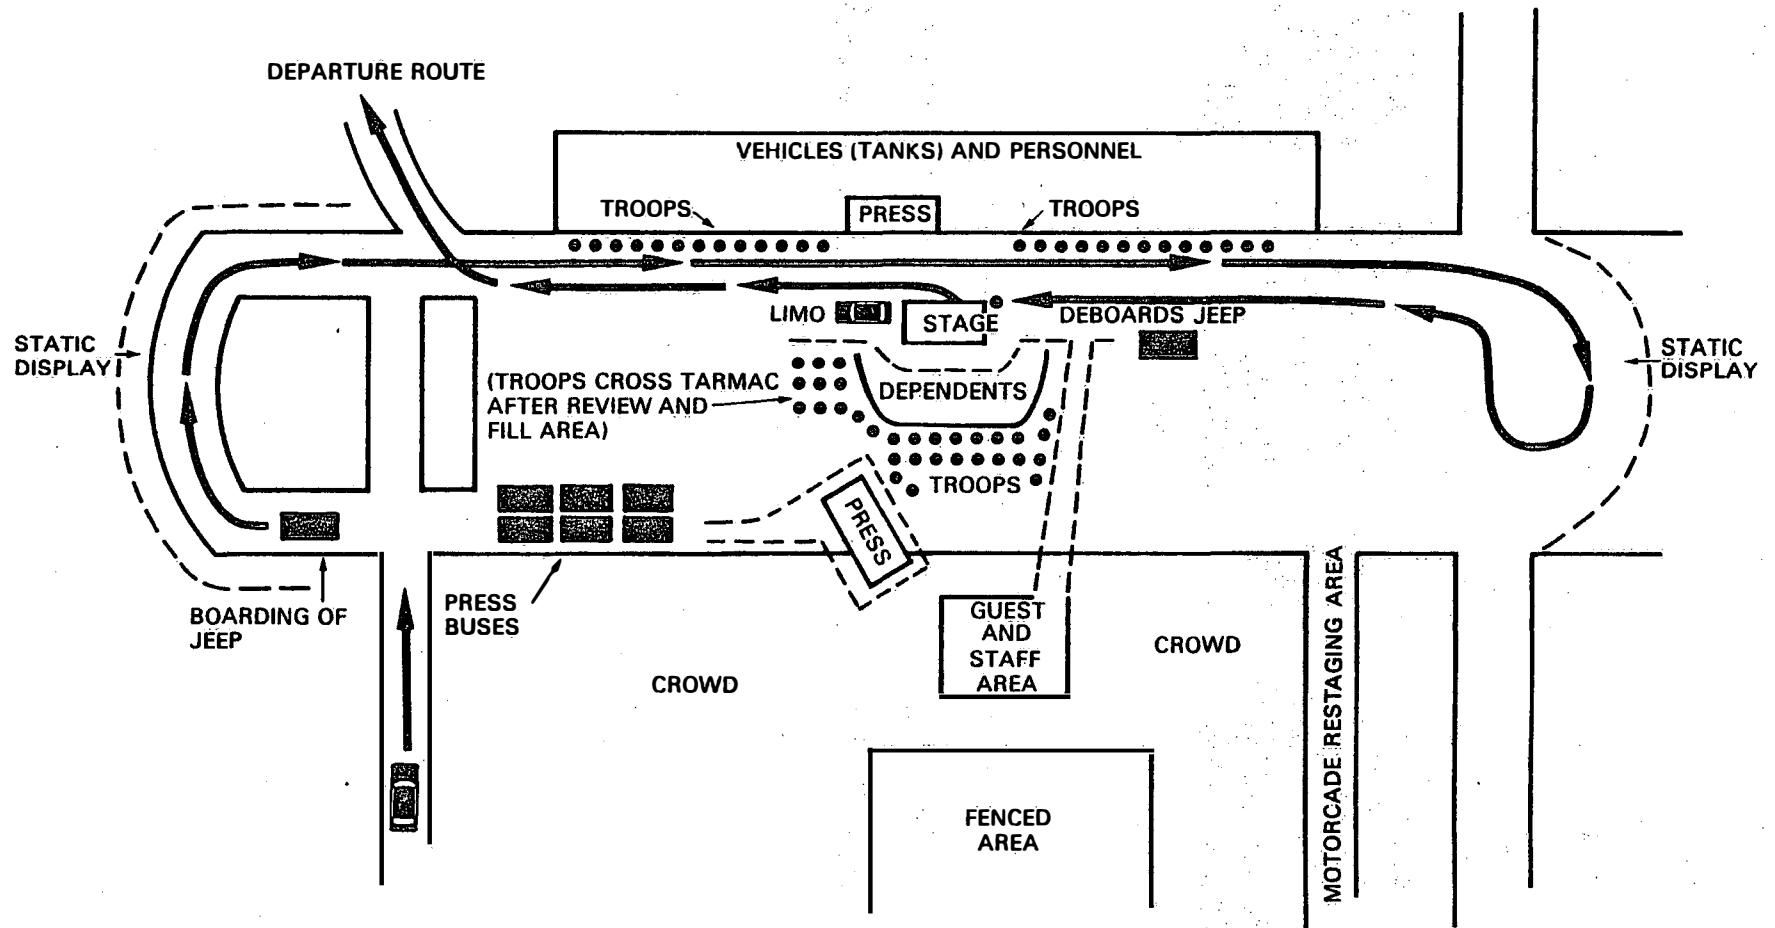 DEPARTURE ROUTE
VEHICLES (TANKS) AND PERSONNEL
TROOPS
PRESS
TROOPS
LIMO
STAGE
DEBOARDS JEEP
STATIC
DISPLAY
STATIC
DISPLAY
(TROOPS CROSS TARMAC
AFTER REVIEW AND
FILL AREA)
DEPENDENTS
TROOPS
PRESS
BOARDING OF
JEEP
PRESS
BUSES
GUEST
AND
STAFF
AREA
CROWD
CROWD
MOTORCADE RESTAGING AREA
FENCED
AREA